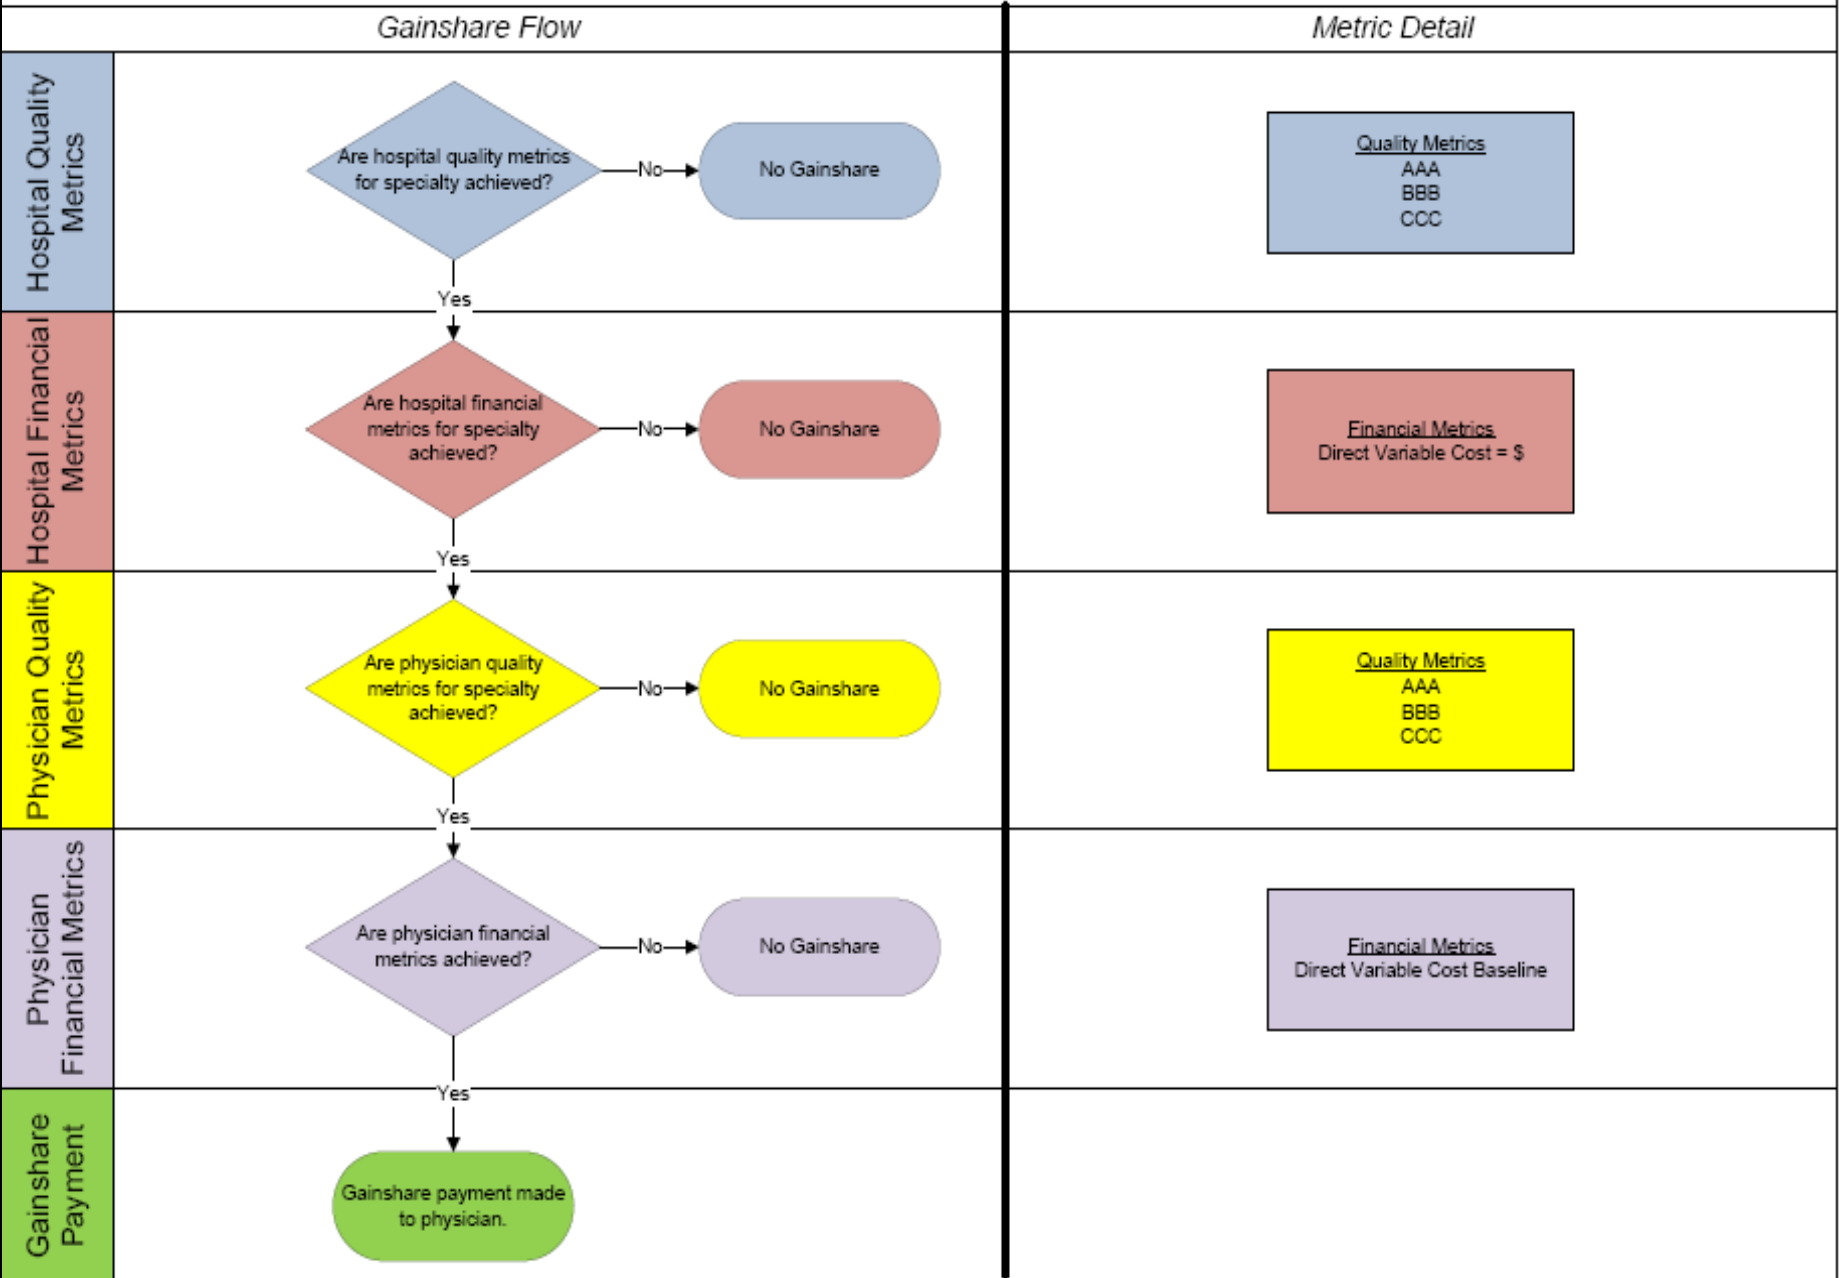 Gainshare Flow
Metric Detail
Hospital Quality
Metrics
Are hospital quality metrics
for specialty achieved?
No
No Gainshare
Quality Metrics
AAA
BBB
CCC
Yes
Hospital Financial
Metrics
Are hospital financial
metrics for specialty
achieved?
No
No Gainshare
Financial Metrics
Direct Variable Cost = $
Yes
Physician Quality
Metrics
Are physician quality
metrics for specialty
achieved?
No
No Gainshare
Quality Metrics
AAA
BBB
CCC
Yes
Physician
Financial Metrics
Are physician financial
metrics achieved?
No
No Gainshare
Financial Metrics
Direct Variable Cost Baseline
Yes
Gainshare
Payment
Gainshare payment made
to physician.